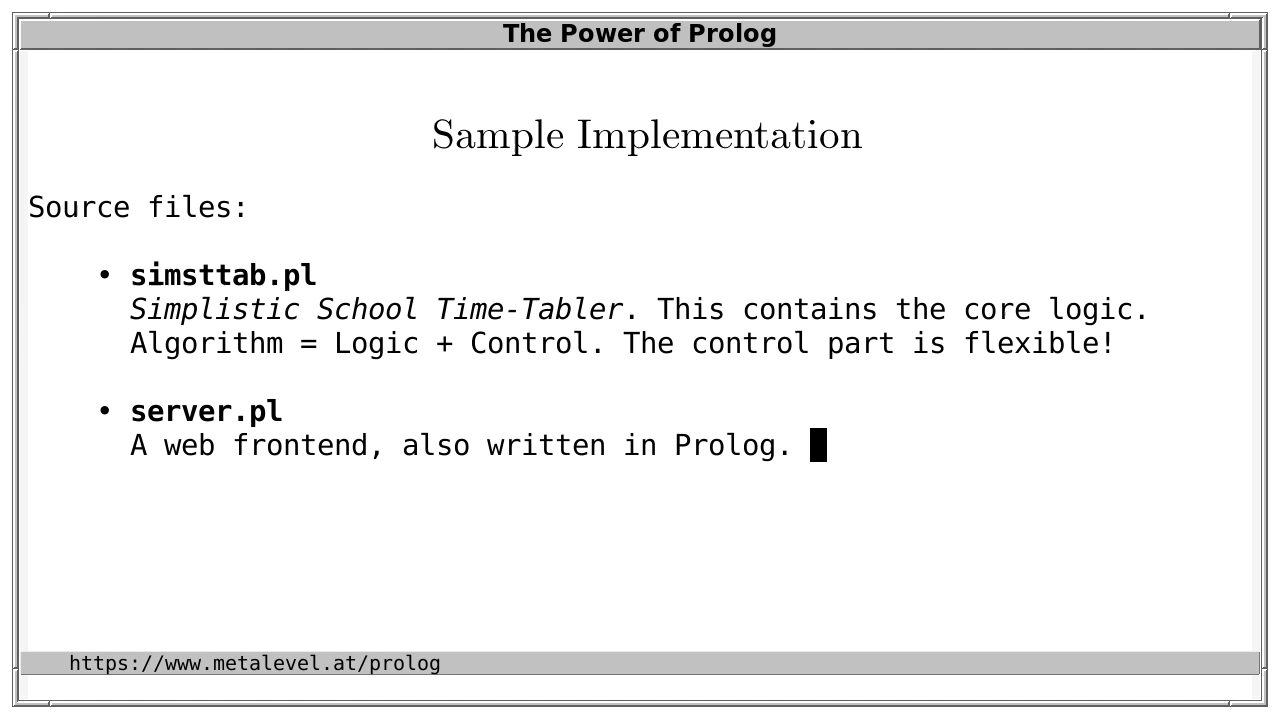 The Power of Prolog
Sample Implementation
Source files:
• simsttab.pl
Simplistic School Time-Tabler. This contains the core logic.
Algorithm = Logic + Control. The control part is flexible!
• server.pl
A web frontend, also written in Prolog.
https://www.metalevel.at/prolog